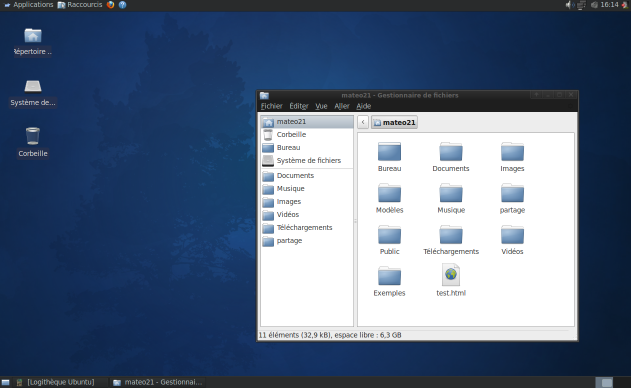 Applications
Raccourcis
16:14
Répertoire ...
Système de...
Corbeille
mateo21 - Gestionnaire de fichiers
Fichier Éditer Vue Aller Aide
mateo21
Corbeille
Bureau
Système de fichiers
Documents
Musique
Images
Vidéos
Téléchargements
partage
mateo21
Bureau
Documents
Images
Modèles
Musique
partage
Public
Téléchargements
Vidéos
Exemples
test.html
11 éléments (32,9 kB), espace libre : 6,3 GB
[Logithèque Ubuntu]
mateo21 - Gestionnai...